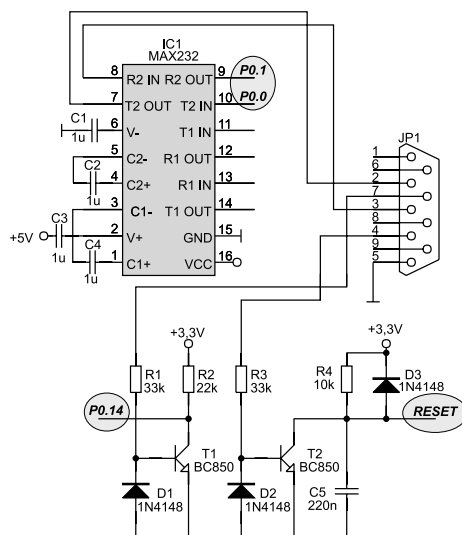 IC1
MAX232
8 R2 IN R2 OUT 9 P0.1
7 T2 OUT T2 IN 10 P0.0
C1 6 V- T1 IN 11
1u
5 C2- R1 OUT 12
C2 4 C2+ R1 IN 13
1u
3 C1- T1 OUT 14
C3
+5V 2 V+ GND 15
1u C4
1 C1+ VCC 16
1u
JP1
1
6
2
7
3
8
4
9
5
+3,3V +3,3V
R1 R2 R3 R4 D3
33k 22k 33k 10k 1N4148
P0.14 RESET
T1 T2
BC850 BC850
D1 D2 C5
1N4148 1N4148 220n